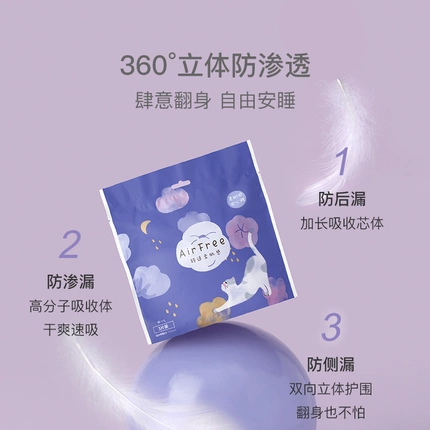 360°立体防渗透
肆意翻身 自由安睡
1
防后漏
加长吸收芯体
AirFree
2
防渗漏
高分子吸收体
干爽速吸
3
防侧漏
双向立体护围
翻身也不怕